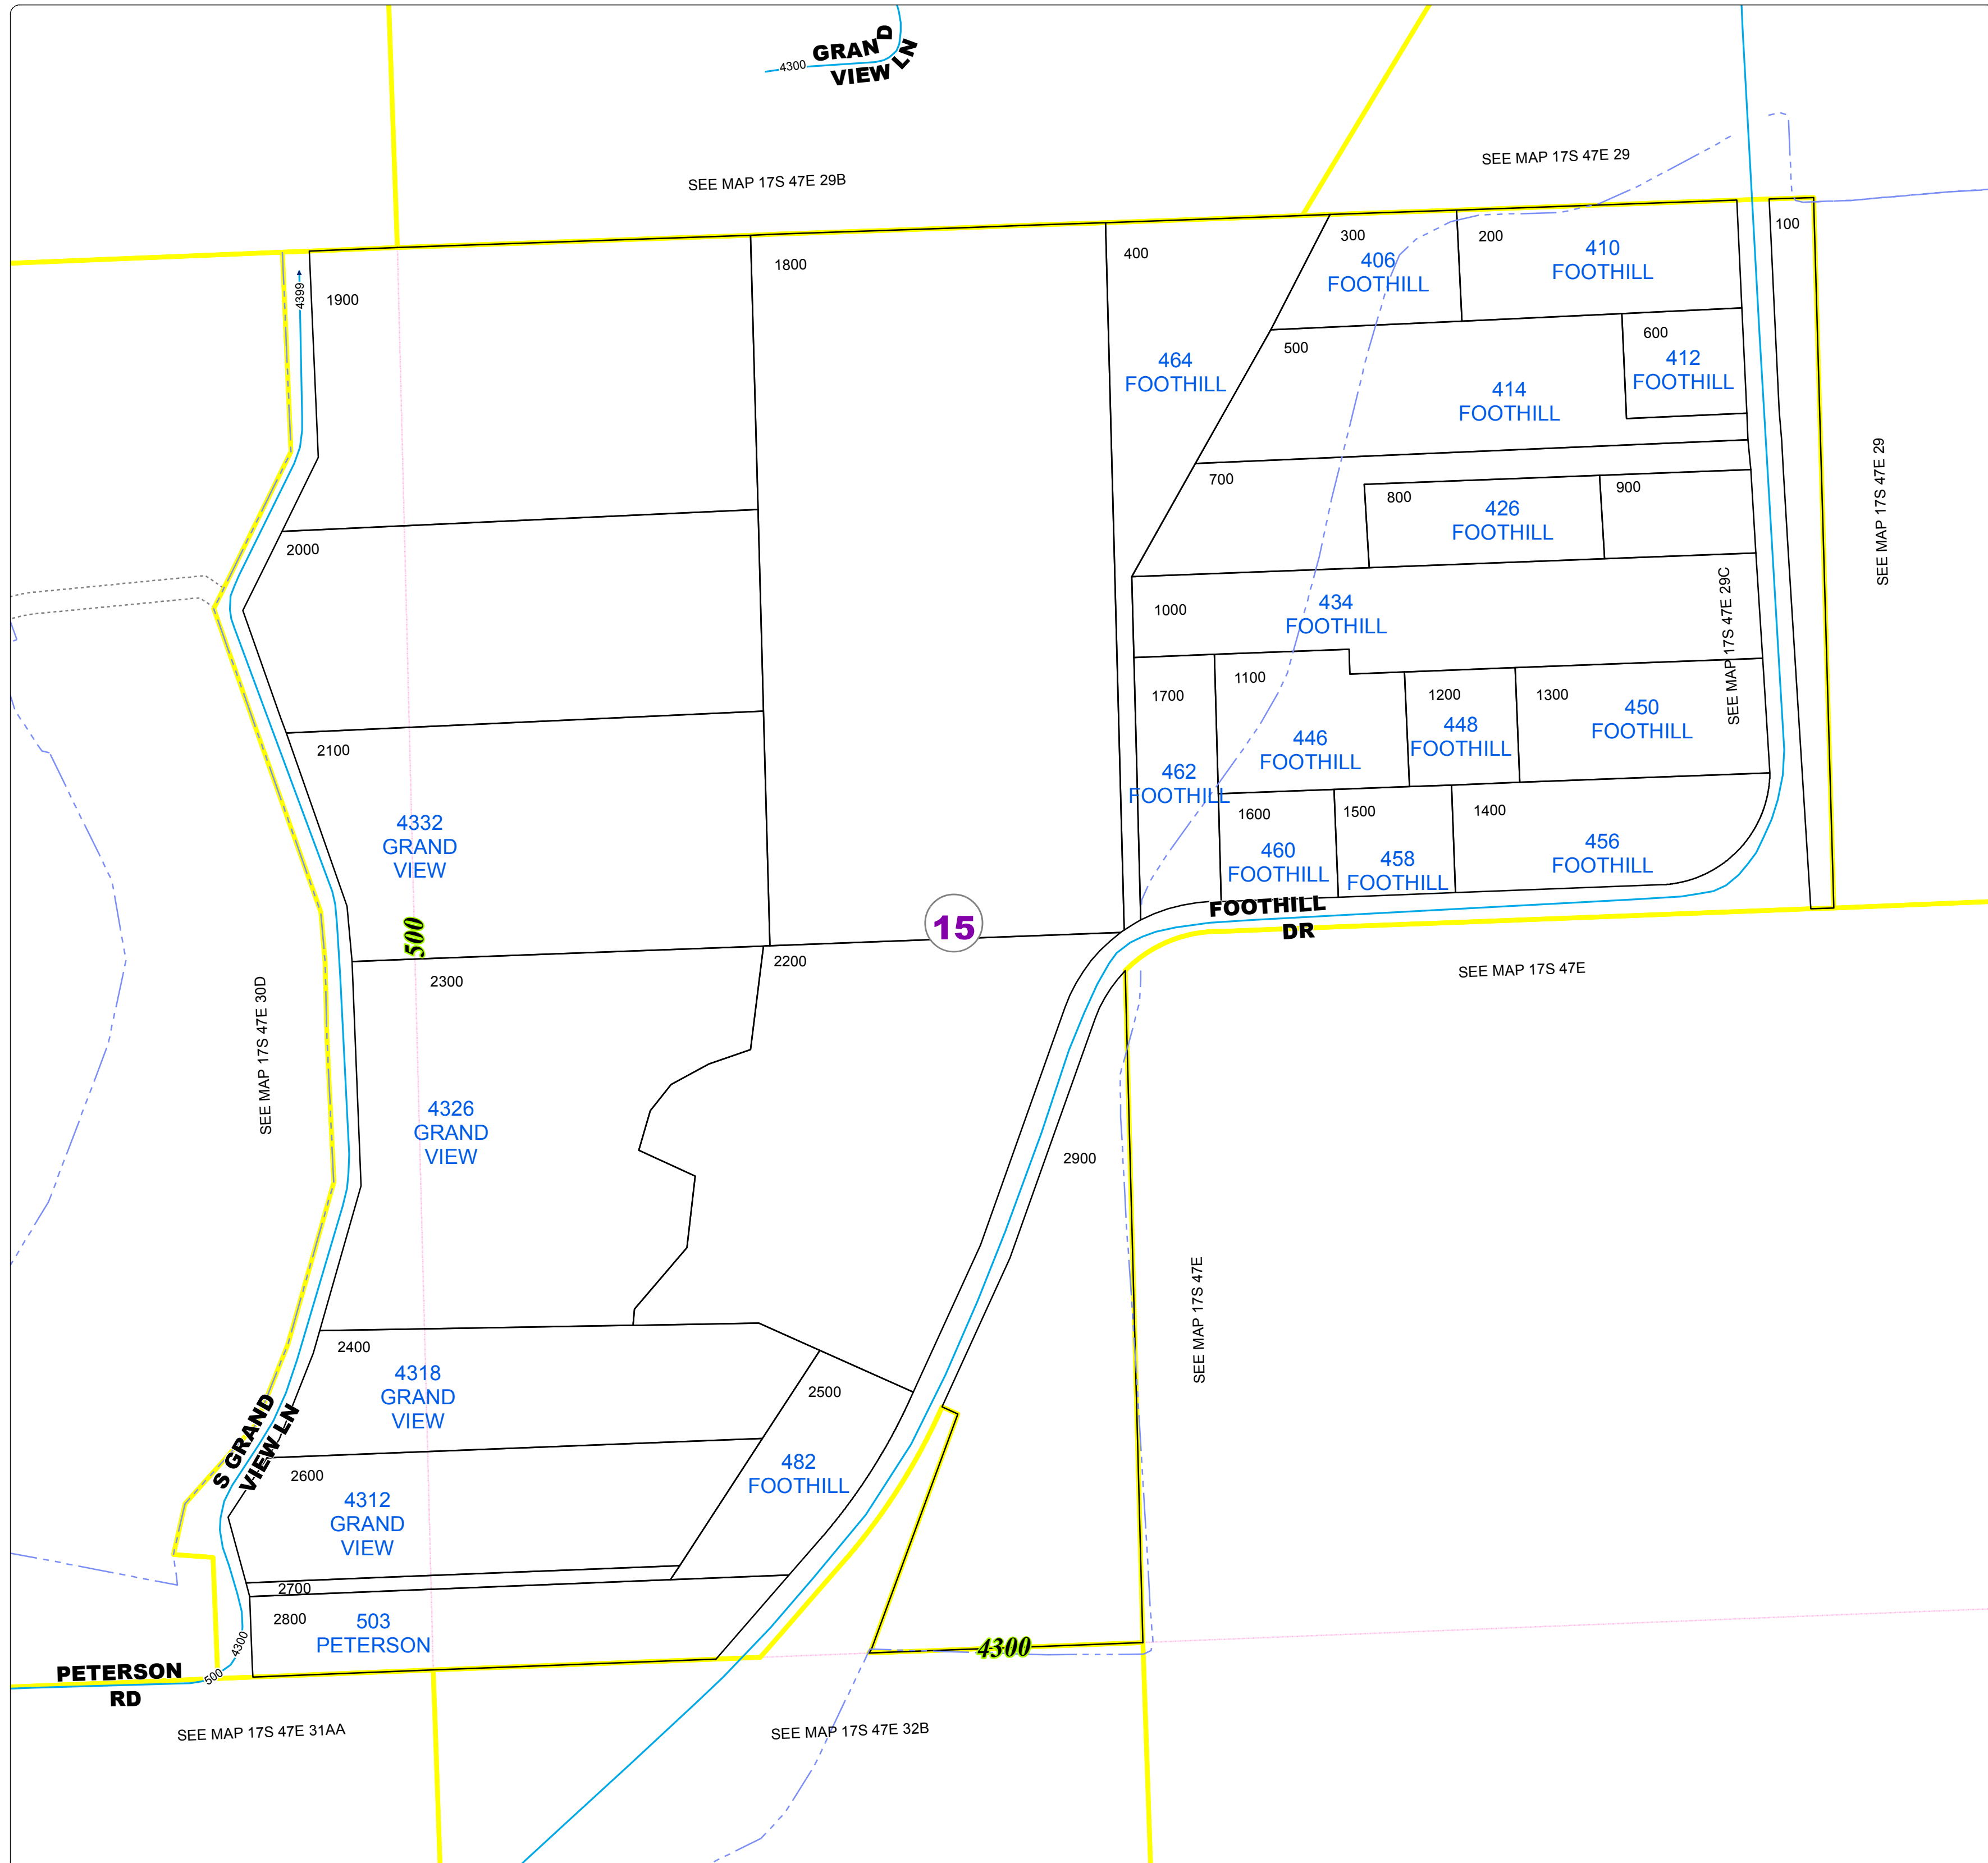 GRAND
VIEW LN
4300
SEE MAP 17S 47E 29B
SEE MAP 17S 47E 29
100
200
300
400
410
FOOTHILL
406
FOOTHILL
1800
1900
4399
500
600
412
FOOTHILL
464
FOOTHILL
414
FOOTHILL
SEE MAP 17S 47E 29
700
800
900
426
FOOTHILL
2000
1000
434
FOOTHILL
SEE MAP 17S 47E 29C
1100
1700
1200
1300
450
FOOTHILL
448
FOOTHILL
446
FOOTHILL
462
FOOTHILL
2100
4332
GRAND
VIEW
1600
1500
1400
460
FOOTHILL
458
FOOTHILL
456
FOOTHILL
500
15
FOOTHILL
DR
2200
2300
SEE MAP 17S 47E
SEE MAP 17S 47E 30D
4326
GRAND
VIEW
2900
SEE MAP 17S 47E
2400
4318
GRAND
VIEW
2500
482
FOOTHILL
S GRAND
VIEW LN
2600
4312
GRAND
VIEW
2700
2800
503
PETERSON
4300
500
4300
PETERSON
RD
SEE MAP 17S 47E 31AA
SEE MAP 17S 47E 32B